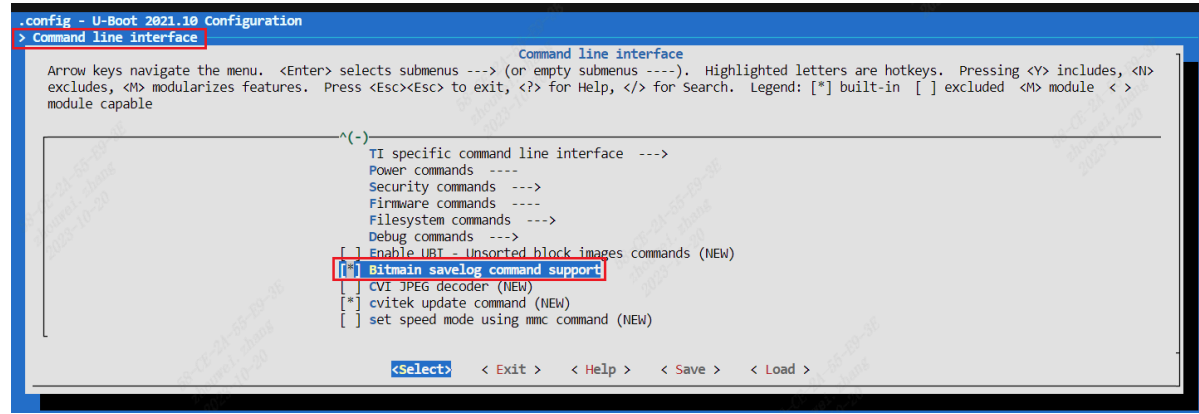 .config - U-Boot 2021.10 Configuration
> Command line interface
Command line interface
Arrow keys navigate the menu.  <Enter> selects submenus ---> (or empty submenus ----).  Highlighted letters are hotkeys.  Pressing <Y> includes, <N>
excludes, <M> modularizes features.  Press <Esc><Esc> to exit, <?> for Help, </> for Search.  Legend: [*] built-in  [ ] excluded  <M> module  < >
module capable
^(-)
TI specific command line interface  --->
Power commands  ----
Security commands  --->
Firmware commands  ----
Filesystem commands  --->
Debug commands  --->
[ ] Enable UBI - Unsorted block images commands (NEW)
[*] Bitmain savelog command support
[ ] CVI JPEG decoder (NEW)
[*] cvitek update command (NEW)
[ ] set speed mode using mmc command (NEW)
<Select>    < Exit >    < Help >    < Save >    < Load >